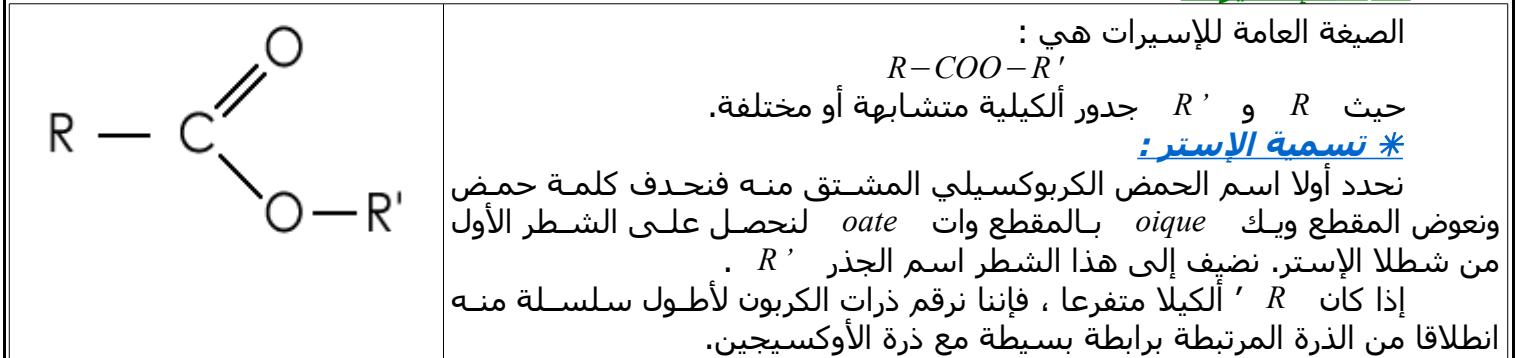 الصيغة العامة للإسيرات هي :
R−COO−R'
حيث R و R' جدور ألكيلية متشابهة أو مختلفة.
* تسمية الإستر :
نحدد أولا اسم الحمض الكربوكسيلي المشتق منه فنحدف كلمة حمض
ونعوض المقطع ويك oique بالمقطع وات oate لنحصل على الشطر الأول
من شطلا الإستر. نضيف إلى هذا الشطر اسم الجذر R' .
إذا كان R ' ألكيلا متفرعا ، فإننا نرقم ذرات الكربون لأطول سلسلة منه
انطلاقا من الذرة المرتبطة برابطة بسيطة مع ذرة الأوكسيجين.
O
R — C
O — R'